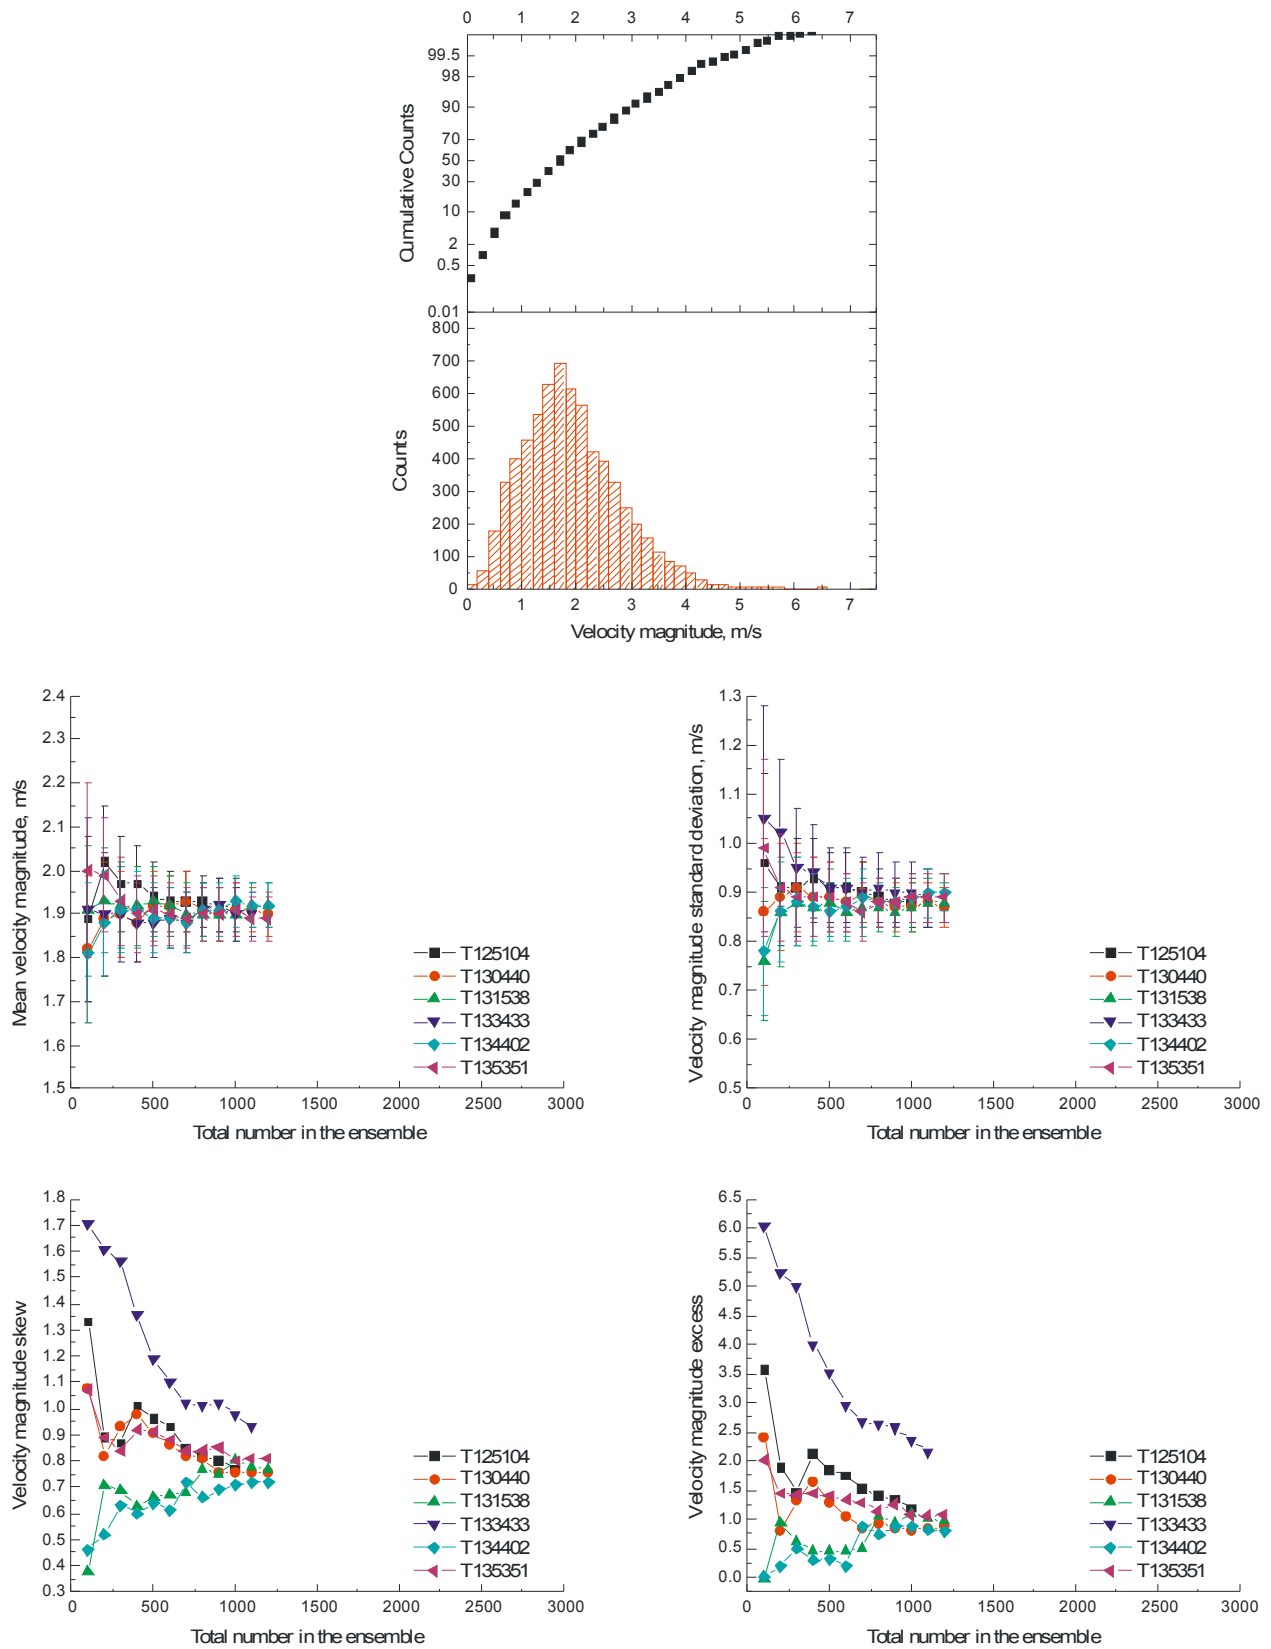 0 1 2 3 4 5 6 7
99.5
98
90
70
50
30
10
2
0.5
0.01
Cumulative Counts
800
700
600
500
400
300
200
100
0
Counts
0 1 2 3 4 5 6 7
Velocity magnitude, m/s
2.4
2.3
2.2
2.1
2.0
1.9
1.8
1.7
1.6
1.5
Mean velocity magnitude, m/s
T125104
T130440
T131538
T133433
T134402
T135351
0 500 1000 1500 2000 2500 3000
Total number in the ensemble
1.3
1.2
1.1
1.0
0.9
0.8
0.7
0.6
0.5
Velocity magnitude standard deviation, m/s
T125104
T130440
T131538
T133433
T134402
T135351
0 500 1000 1500 2000 2500 3000
Total number in the ensemble
1.8
1.7
1.6
1.5
1.4
1.3
1.2
1.1
1.0
0.9
0.8
0.7
0.6
0.5
0.4
0.3
Velocity magnitude skew
T125104
T130440
T131538
T133433
T134402
T135351
0 500 1000 1500 2000 2500 3000
Total number in the ensemble
6.5
6.0
5.5
5.0
4.5
4.0
3.5
3.0
2.5
2.0
1.5
1.0
0.5
0.0
Velocity magnitude excess
T125104
T130440
T131538
T133433
T134402
T135351
0 500 1000 1500 2000 2500 3000
Total number in the ensemble